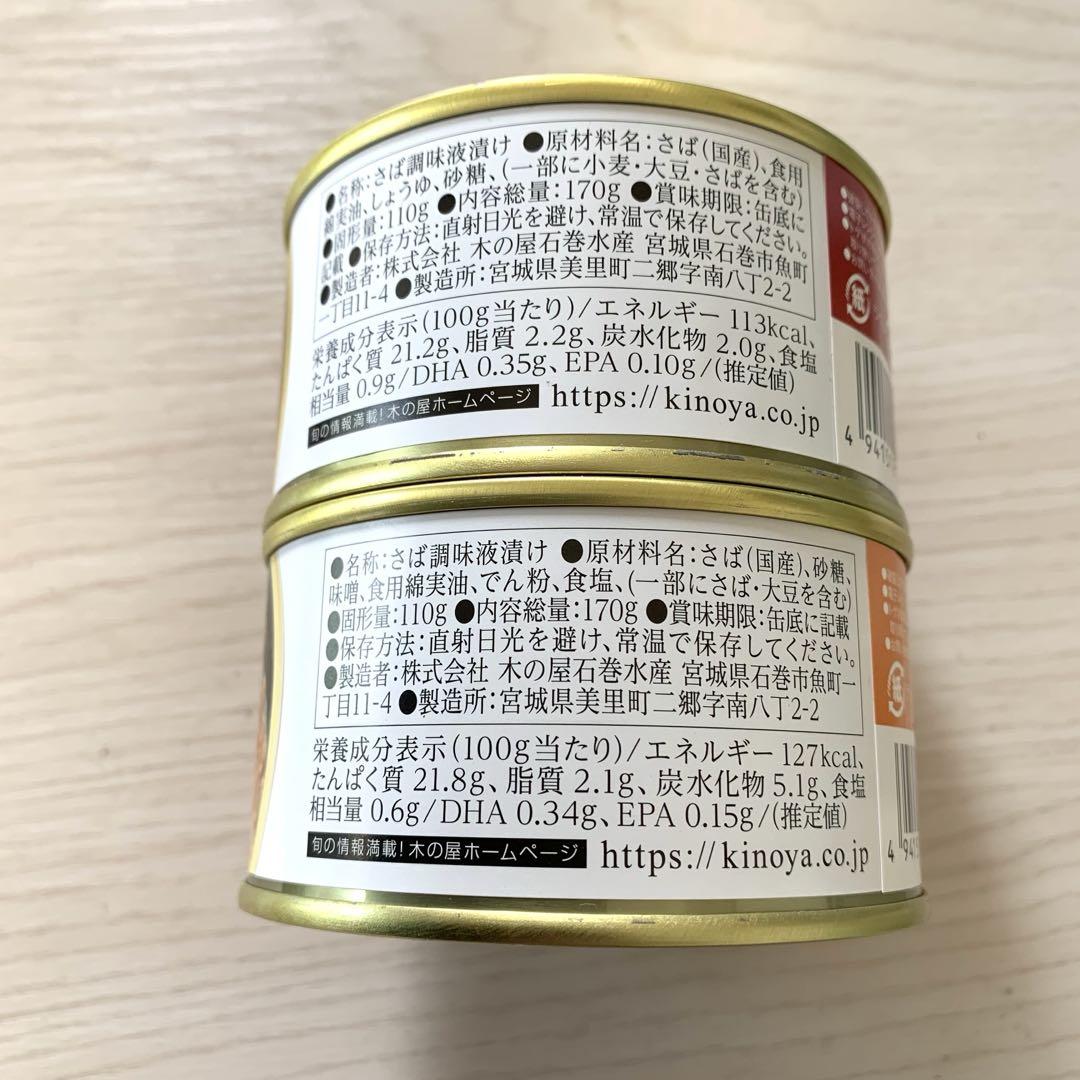 ●名称：さば調味液漬け ●原材料名：さば(国産)、食用
綿実油、しょうゆ、砂糖、(一部に小麦・大豆・さばを含む)
●固形量：110g ●内容総量：170g ●賞味期限：缶底に
記載 ●保存方法：直射日光を避け、常温で保存してください。
●製造者：株式会社 木の屋石巻水産 宮城県石巻市魚町
一丁目11-4 ●製造所：宮城県美里町二郷字南八丁2-2
栄養成分表示(100g当たり)/エネルギー 113kcal、
たんぱく質 21.2g、脂質 2.2g、炭水化物 2.0g、食塩
相当量 0.9g/DHA 0.35g、EPA 0.10g/(推定値)
旬の情報満載！木の屋ホームページ https://kinoya.co.jp
紙
4 9415
●名称：さば調味液漬け ●原材料名：さば(国産)、砂糖、
味噌、食用綿実油、でん粉、食塩、(一部にさば・大豆を含む)
●固形量：110g ●内容総量：170g ●賞味期限：缶底に記載
●保存方法：直射日光を避け、常温で保存してください。
●製造者：株式会社 木の屋石巻水産 宮城県石巻市魚町一
丁目11-4 ●製造所：宮城県美里町二郷字南八丁2-2
栄養成分表示(100g当たり)/エネルギー 127kcal、
たんぱく質 21.8g、脂質 2.1g、炭水化物 5.1g、食塩
相当量 0.6g/DHA 0.34g、EPA 0.15g/(推定値)
旬の情報満載！木の屋ホームページ https://kinoya.co.jp
紙
4 941